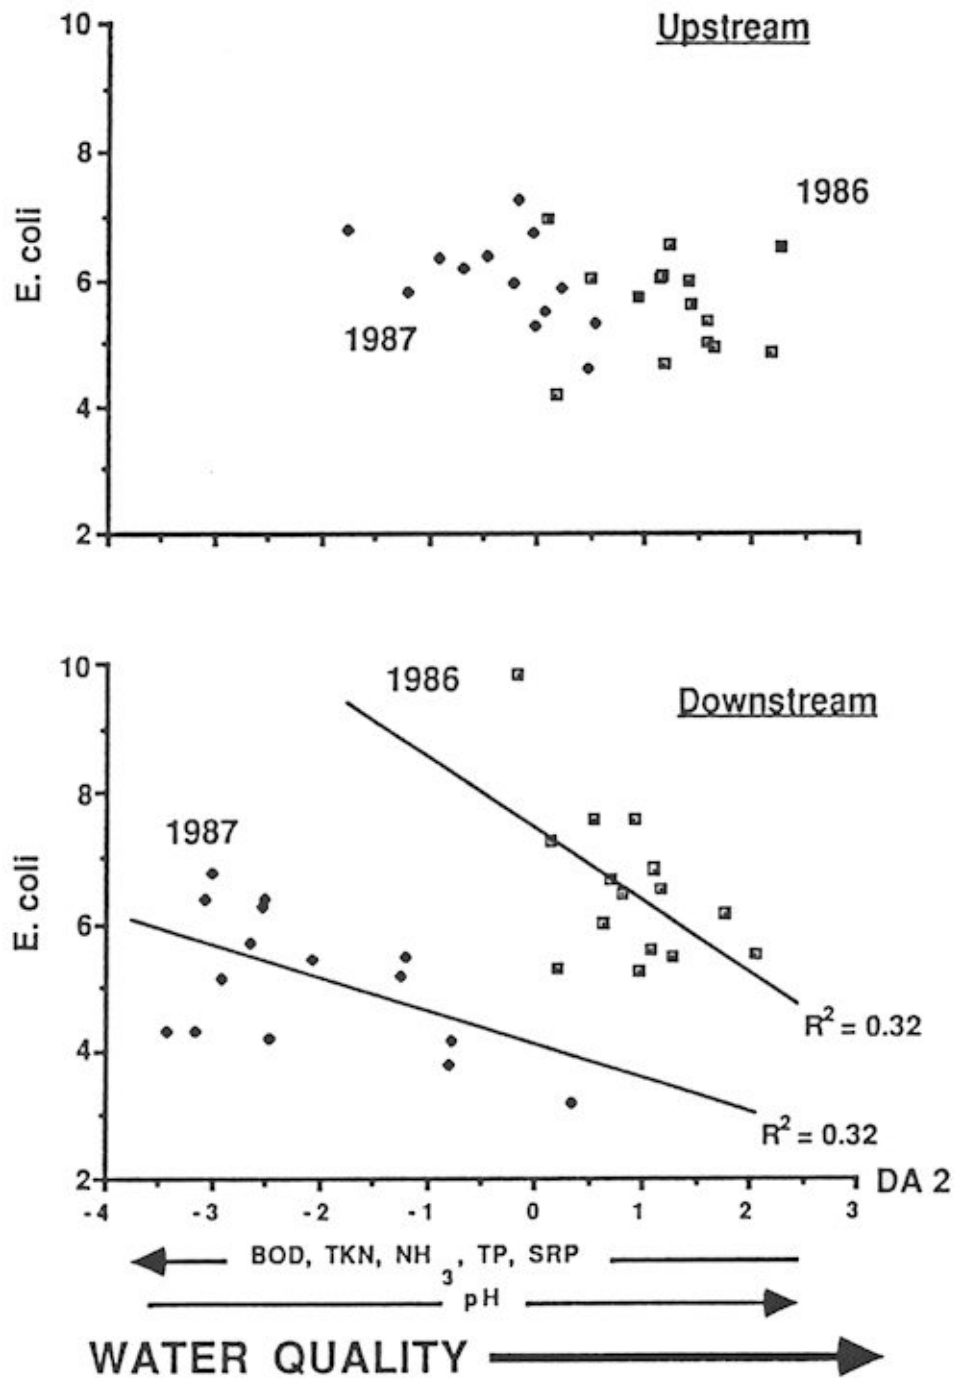 Upstream
10
8
6
4
2
E. coli
1986
1987
Downstream
10
8
6
4
2
E. coli
1986
1987
R² = 0.32
R² = 0.32
DA 2
-4 -3 -2 -1 0 1 2 3
BOD, TKN, NH3, TP, SRP
pH
WATER QUALITY